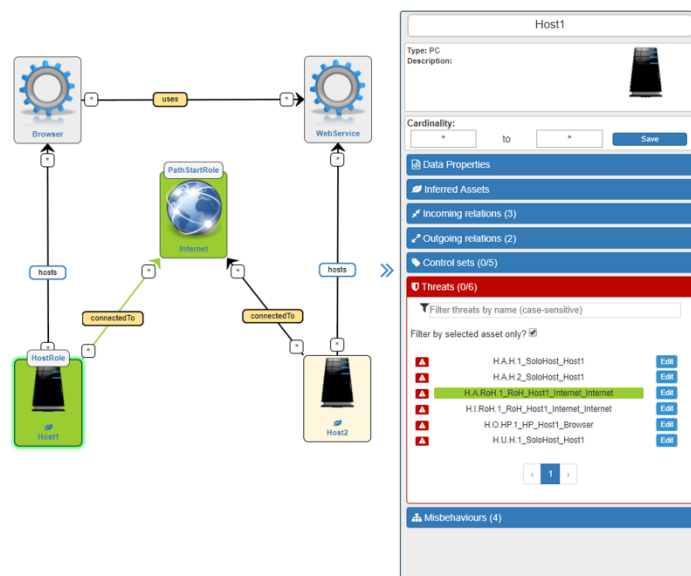 Browser
*
uses
*
WebService
*
*
PathStartRole
Internet
*
*
hosts
hosts
connectedTo
connectedTo
*
*
*
*
HostRole
Host1
Host2
Host1
Type: PC
Description:
Cardinality:
* to * Save
Data Properties
Inferred Assets
Incoming relations (3)
Outgoing relations (2)
Control sets (0/5)
Threats (0/6)
Filter threats by name (case-sensitive)
Filter by selected asset only?
H.A.H.1_SoloHost_Host1 Edit
H.A.H.2_SoloHost_Host1 Edit
H.A.RoH.1_RoH_Host1_Internet_Internet Edit
H.I.RoH.1_RoH_Host1_Internet_Internet Edit
H.O.HP.1_HP_Host1_Browser Edit
H.U.H.1_SoloHost_Host1 Edit
‹ 1 ›
Misbehaviours (4)